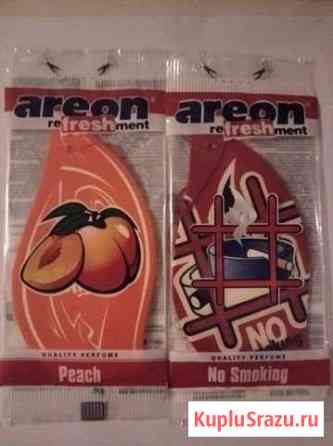 areon
refreshment
QUALITY PERFUME
Peach
areon
refreshment
NO
QUALITY PERFUME
No Smoking
KupluSrazu.ru